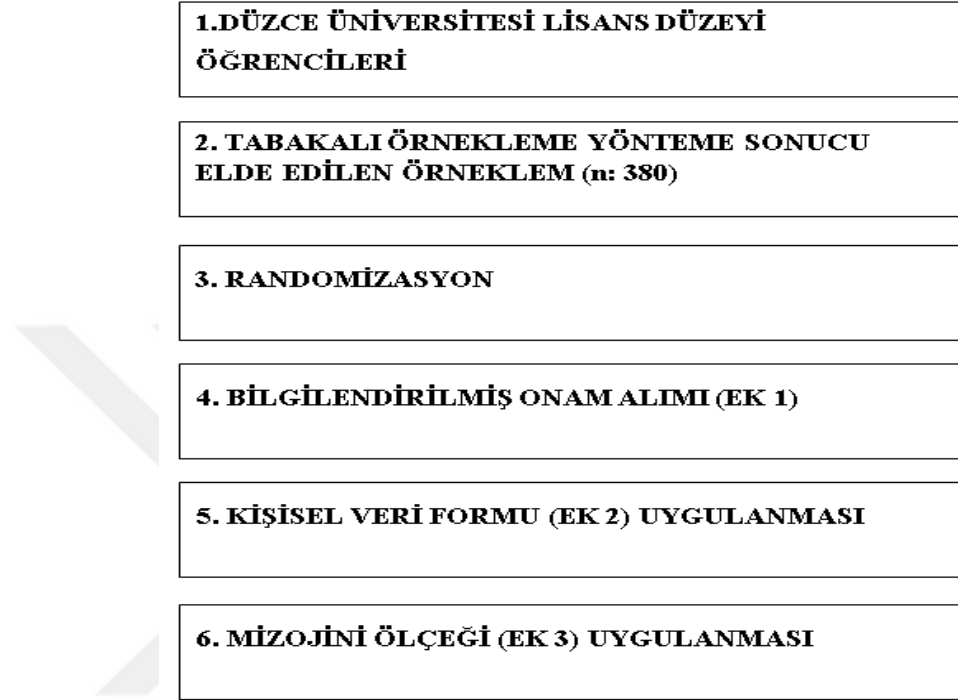 1.DÜZCE ÜNİVERSİTESİ LİSANS DÜZEYİ
ÖĞRENCİLERİ
2. TABAKALI ÖRNEKLEME YÖNTEME SONUCU
ELDE EDİLEN ÖRNEKLEM (n: 380)
3. RANDOMİZASYON
4. BİLGİLENDİRİLMİŞ ONAM ALIMI (EK 1)
5. KİŞİSEL VERİ FORMU (EK 2) UYGULANMASI
6. MİZOJİNİ ÖLÇEĞİ (EK 3) UYGULANMASI